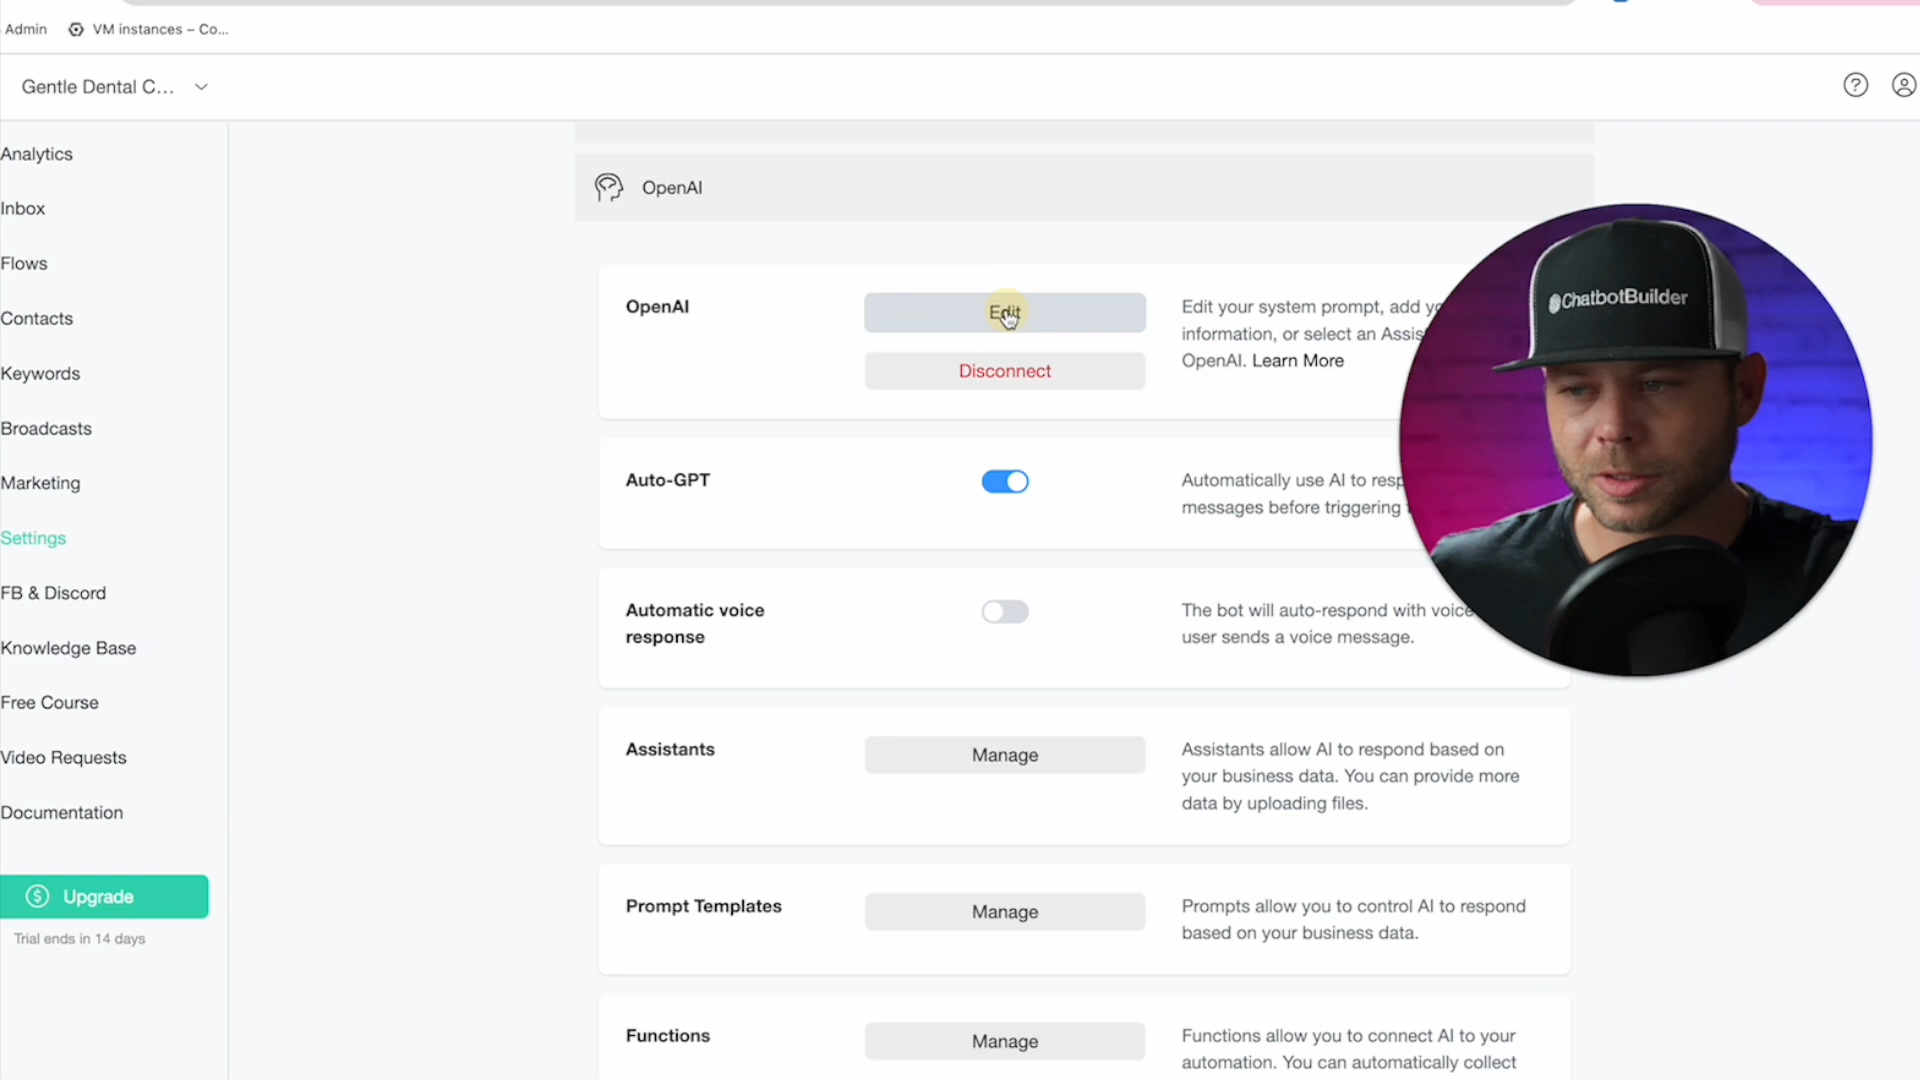 Admin
VM instances – Co...
Gentle Dental C...
Analytics
Inbox
Flows
Contacts
Keywords
Broadcasts
Marketing
Settings
FB & Discord
Knowledge Base
Free Course
Video Requests
Documentation
Upgrade
Trial ends in 14 days
OpenAI
OpenAI
Edit
Disconnect
Edit your system prompt, add
information, or select an
OpenAI. Learn More
Auto-GPT
Automatically use AI to
messages before triggering
Automatic voice
response
The bot will auto-respond with voice
user sends a voice message.
Assistants
Manage
Assistants allow AI to respond based on
your business data. You can provide more
data by uploading files.
Prompt Templates
Manage
Prompts allow you to control AI to respond
based on your business data.
Functions
Manage
Functions allow you to connect AI to your
automation. You can automatically collect
ChatbotBuilder